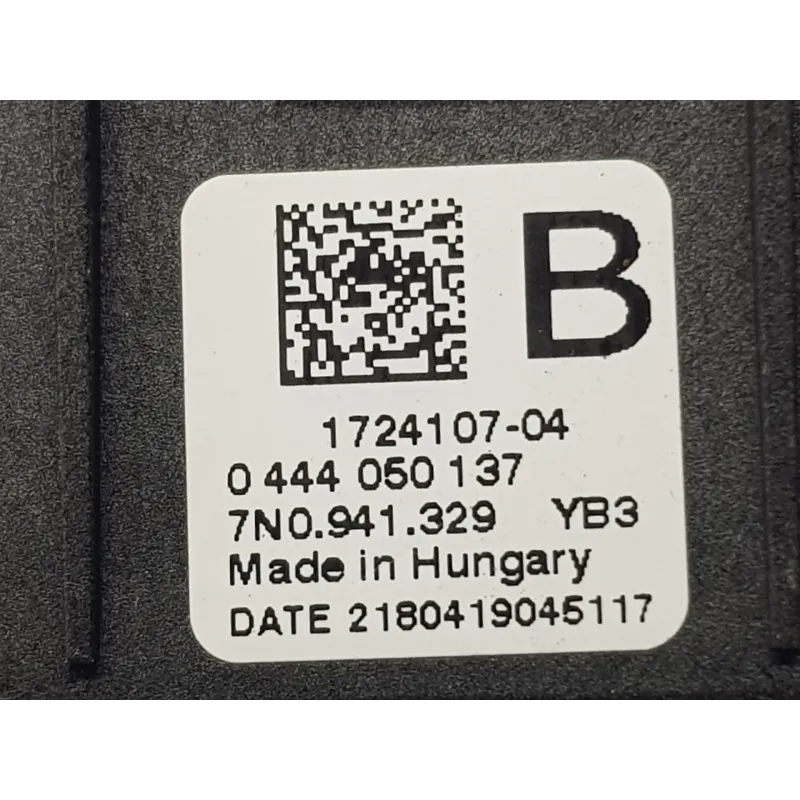 B
1724107-04
0 444 050 137
7N0.941.329 YB3
Made in Hungary
DATE 2180419045117